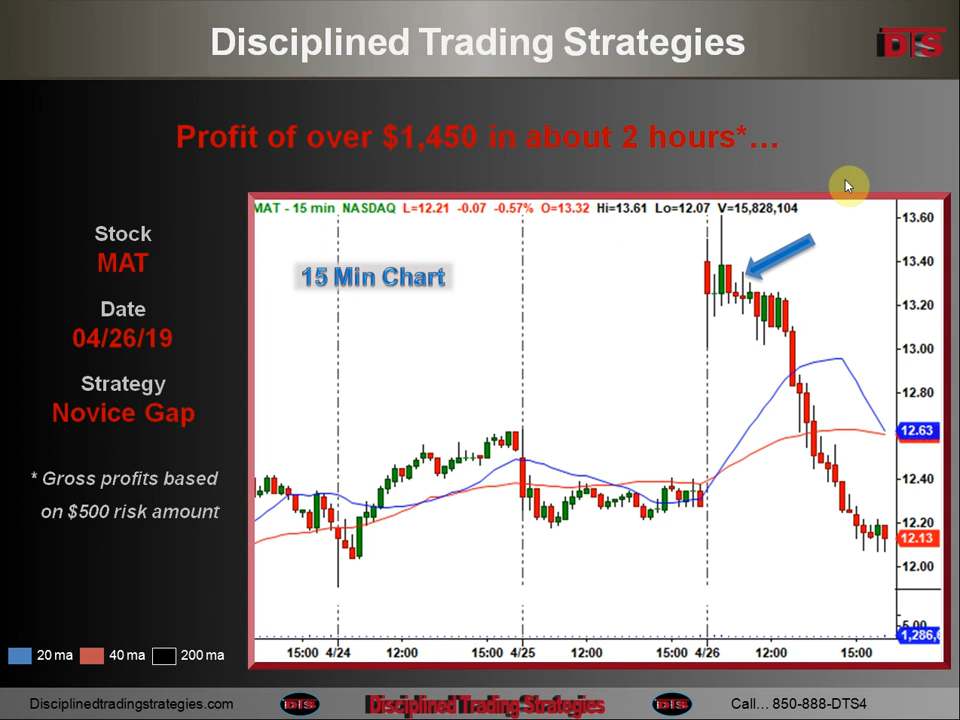 Disciplined Trading Strategies
DTS
Profit of over $1,450 in about 2 hours*…
Stock
MAT
Date
04/26/19
Strategy
Novice Gap
* Gross profits based
on $500 risk amount
MAT - 15 min NASDAQ L=12.21 -0.07 -0.57% O=13.32 Hi=13.61 Lo=12.07 V=15,828,104
15 Min Chart
13.60
13.40
13.20
13.00
12.80
12.63
12.40
12.20
12.13
12.00
5.00
15:00 4/24 12:00 15:00 4/25 12:00 15:00 4/26 12:00 15:00
20 ma 40 ma 200 ma
Disciplinedtradingstrategies.com DTS Disciplined Trading Strategies DTS Call… 850-888-DTS4